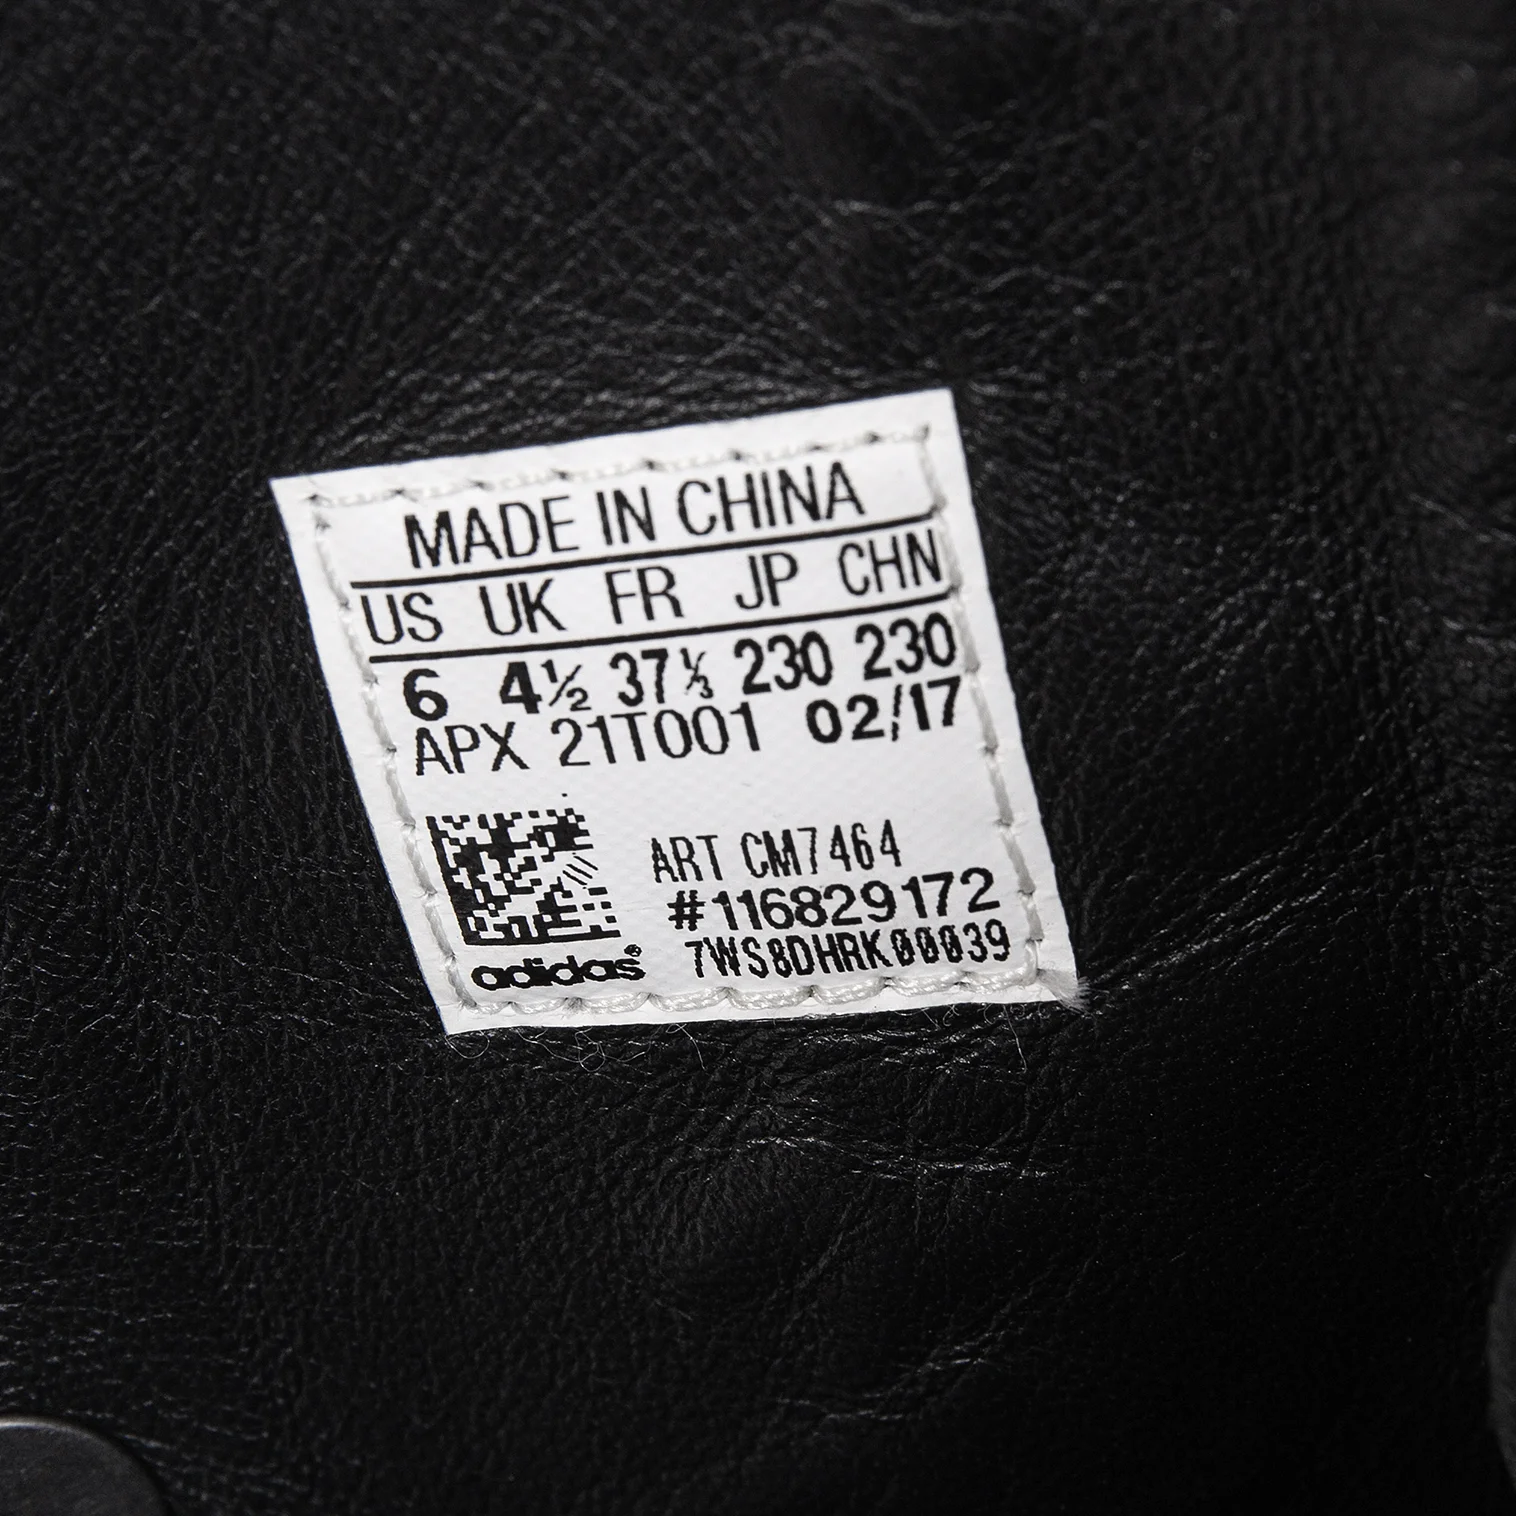 MADE IN CHINA
US UK FR JP CHN
6 4½ 37⅓ 230 230
APX 21T001 02/17
ART CM7464
#116829172
adidas® 7WS8DHRK00039